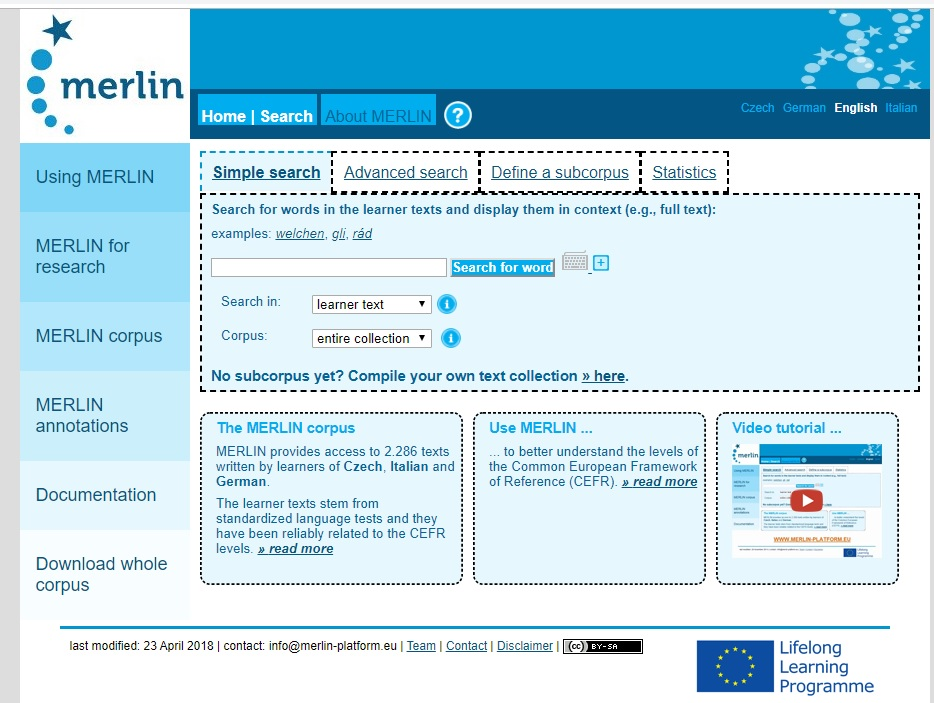 merlin
Home | Search
About MERLIN
?
Czech German English Italian
Using MERLIN
MERLIN for
research
MERLIN corpus
MERLIN
annotations
Documentation
Download whole
corpus
Simple search
Advanced search
Define a subcorpus
Statistics
Search for words in the learner texts and display them in context (e.g., full text):
examples: welchen, gli, rád
Search for word
Search in:
learner text
Corpus:
entire collection
No subcorpus yet? Compile your own text collection » here.
The MERLIN corpus
MERLIN provides access to 2.286 texts
written by learners of Czech, Italian and
German.
The learner texts stem from
standardized language tests and they
have been reliably related to the CEFR
levels. » read more
Use MERLIN ...
... to better understand the levels of
the Common European Framework
of Reference (CEFR). » read more
Video tutorial ...
merlin
WWW.MERLIN-PLATFORM.EU
last modified: 23 April 2018 | contact: info@merlin-platform.eu | Team | Contact | Disclaimer |
(cc) BY-SA
Lifelong
Learning
Programme